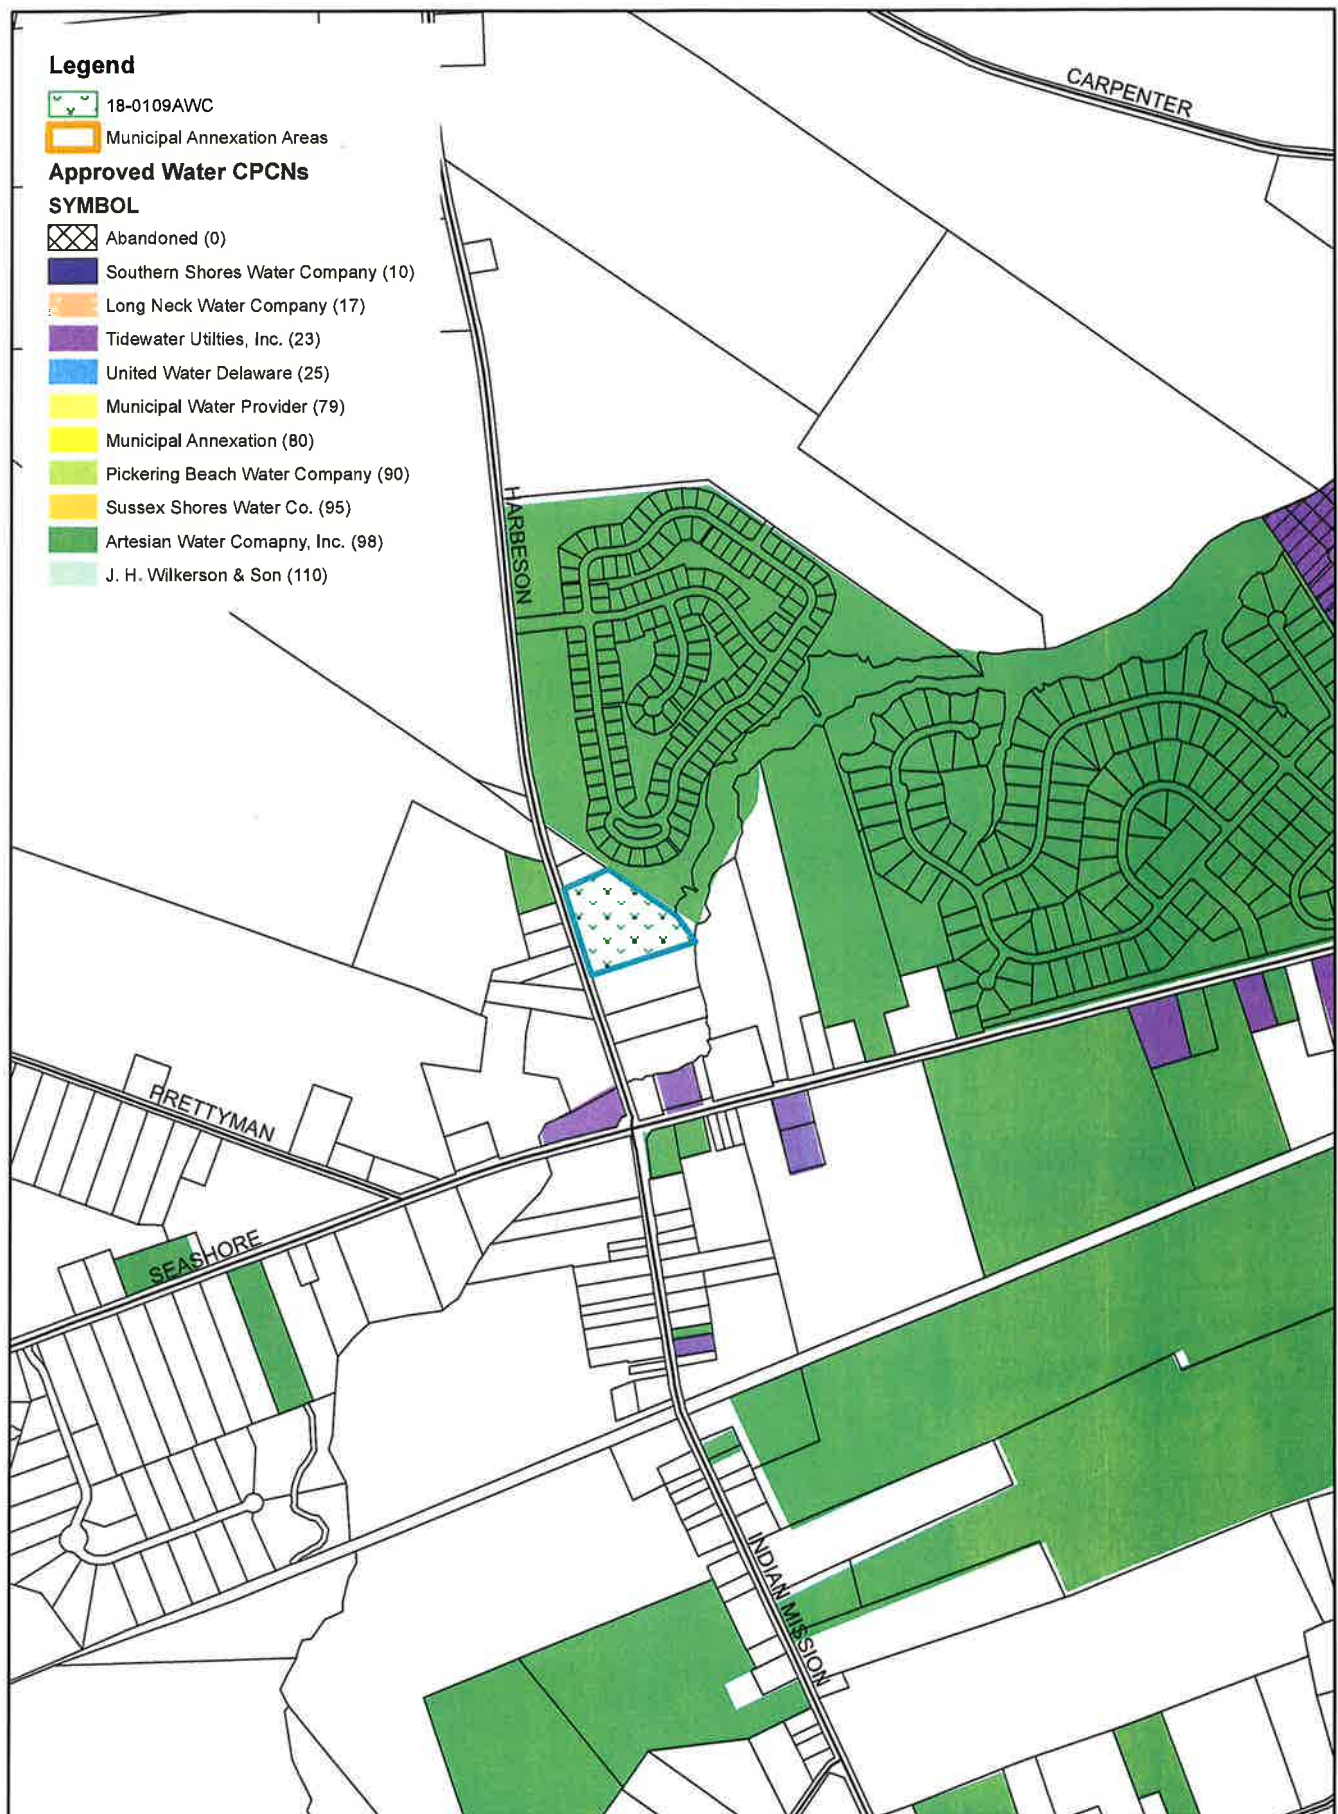 Legend
18-0109AWC
Municipal Annexation Areas
Approved Water CPCNs
SYMBOL
Abandoned (0)
Southern Shores Water Company (10)
Long Neck Water Company (17)
Tidewater Utilties, Inc. (23)
United Water Delaware (25)
Municipal Water Provider (79)
Municipal Annexation (80)
Pickering Beach Water Company (90)
Sussex Shores Water Co. (95)
Artesian Water Comapny, Inc. (98)
J. H. Wilkerson & Son (110)
CARPENTER
HARBESON
PRETTYMAN
SEASHORE
INDIAN MISSION